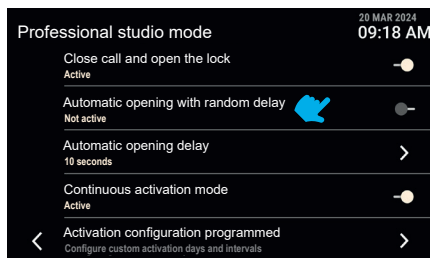 20 MAR 2024
Professional studio mode
09:18 AM
Close call and open the lock
Active
Automatic opening with random delay
Not active
Automatic opening delay
10 seconds
Continuous activation mode
Active
Activation configuration programmed
Configure custom activation days and intervals